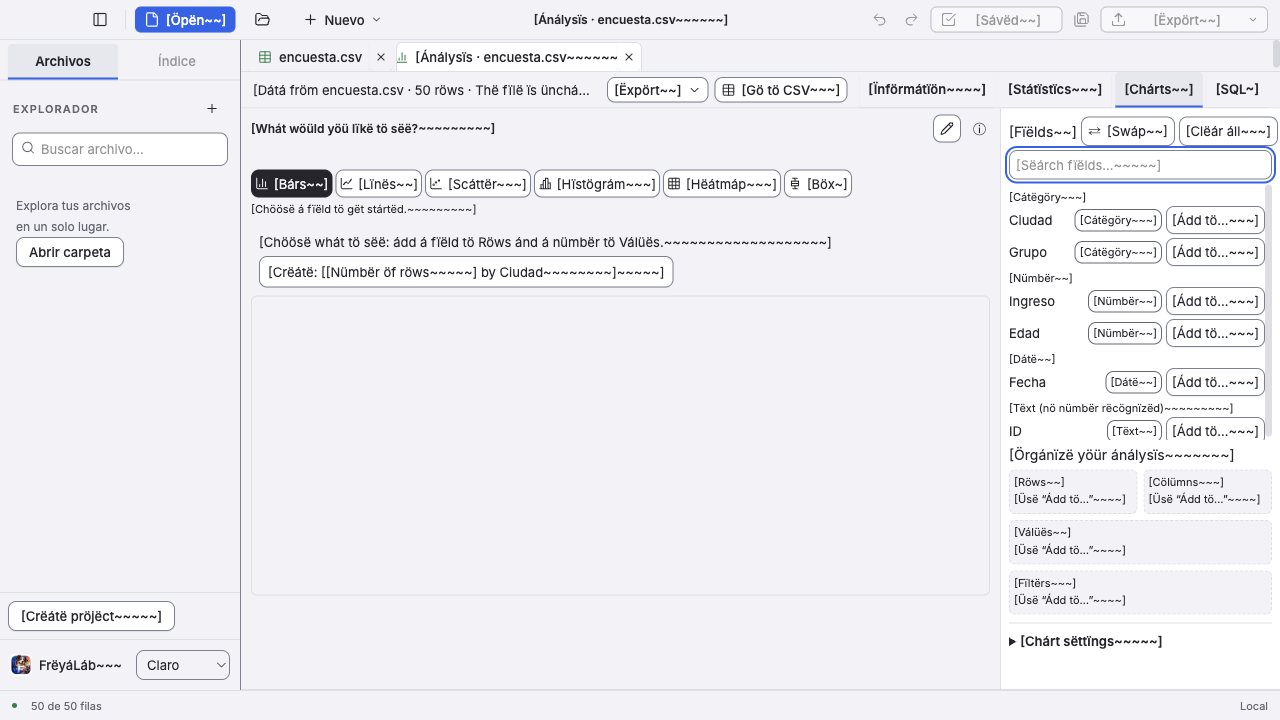 [Öpën~~]
Nuevo
[Ánálysïs · encuesta.csv~~~~~~]
[Sávëd~~]
[Ëxpört~~]
Archivos
Índice
EXPLORADOR
Buscar archivo...
Explora tus archivos
en un solo lugar.
Abrir carpeta
[Crëátë pröjëct~~~~~]
FrëyáLáb~~~
Claro
encuesta.csv
[Ánálysïs · encuesta.csv~~~~~~
[Dátá fröm encuesta.csv · 50 röws · Thë fïlë ïs ünchá...
[Ëxpört~~]
[Gö tö CSV~~~]
[Ïnförmátïön~~~~]
[Státïstïcs~~~]
[Chárts~~]
[SQL~]
[Whát wöüld yöü lïkë tö sëë?~~~~~~~~~]
[Bárs~~]
[Lïnës~~]
[Scáttër~~~]
[Hïstögrám~~~]
[Hëátmáp~~~]
[Böx~]
[Chöösë á fïëld tö gët stártëd.~~~~~~~~~]
[Chöösë whát tö sëë: ádd á fïëld tö Röws ánd á nümbër tö Válüës.~~~~~~~~~~~~~~~~~~]
[Crëátë: [[Nümbër öf röws~~~~~] by Ciudad~~~~~~~~]~~~~~]
[Fïëlds~~]
[Swáp~~]
[Clëár áll~~~]
[Sëárch fïëlds...~~~~~]
[Cátëgöry~~~]
Ciudad
[Cátëgöry~~~]
[Ádd tö...~~~]
Grupo
[Cátëgöry~~~]
[Ádd tö...~~~]
[Nümbër~~]
Ingreso
[Nümbër~~]
[Ádd tö...~~~]
Edad
[Nümbër~~]
[Ádd tö...~~~]
[Dátë~~]
Fecha
[Dátë~~]
[Ádd tö...~~~]
[Tëxt (nö nümbër rëcögnïzëd)~~~~~~~~~]
ID
[Tëxt~~]
[Ádd tö...~~~]
[Örgánïzë yöür ánálysïs~~~~~~~]
[Röws~~]
[Üsë “Ádd tö...”~~~~]
[Cölümns~~~]
[Üsë “Ádd tö...”~~~~]
[Válüës~~]
[Üsë “Ádd tö...”~~~~]
[Fïltërs~~~]
[Üsë “Ádd tö...”~~~~]
[Chárt sëttïngs~~~~~]
50 de 50 filas
Local